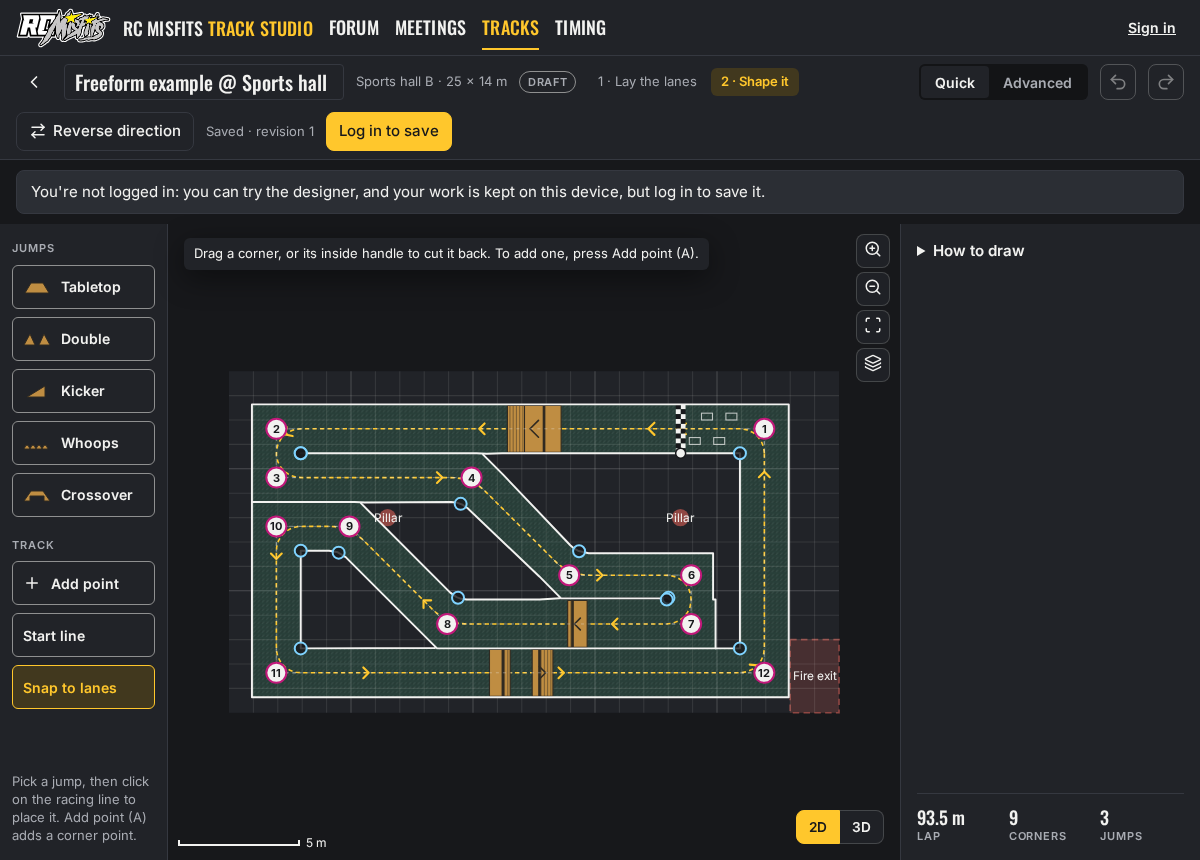 RC Misfits
RC MISFITS TRACK STUDIO
FORUM
MEETINGS
TRACKS
TIMING
Sign in
Freeform example @ Sports hall
Sports hall B · 25 × 14 m
DRAFT
1 · Lay the lanes
2 · Shape it
Quick
Advanced
Reverse direction
Saved · revision 1
Log in to save
You're not logged in: you can try the designer, and your work is kept on this device, but log in to save it.
JUMPS
Tabletop
Double
Kicker
Whoops
Crossover
TRACK
Add point
Start line
Snap to lanes
Pick a jump, then click
on the racing line to
place it. Add point (A)
adds a corner point.
Drag a corner, or its inside handle to cut it back. To add one, press Add point (A).
2
1
3
4
10
9
Pillar
Pillar
5
6
8
7
11
12
Fire exit
5 m
2D
3D
How to draw
93.5 m
LAP
9
CORNERS
3
JUMPS